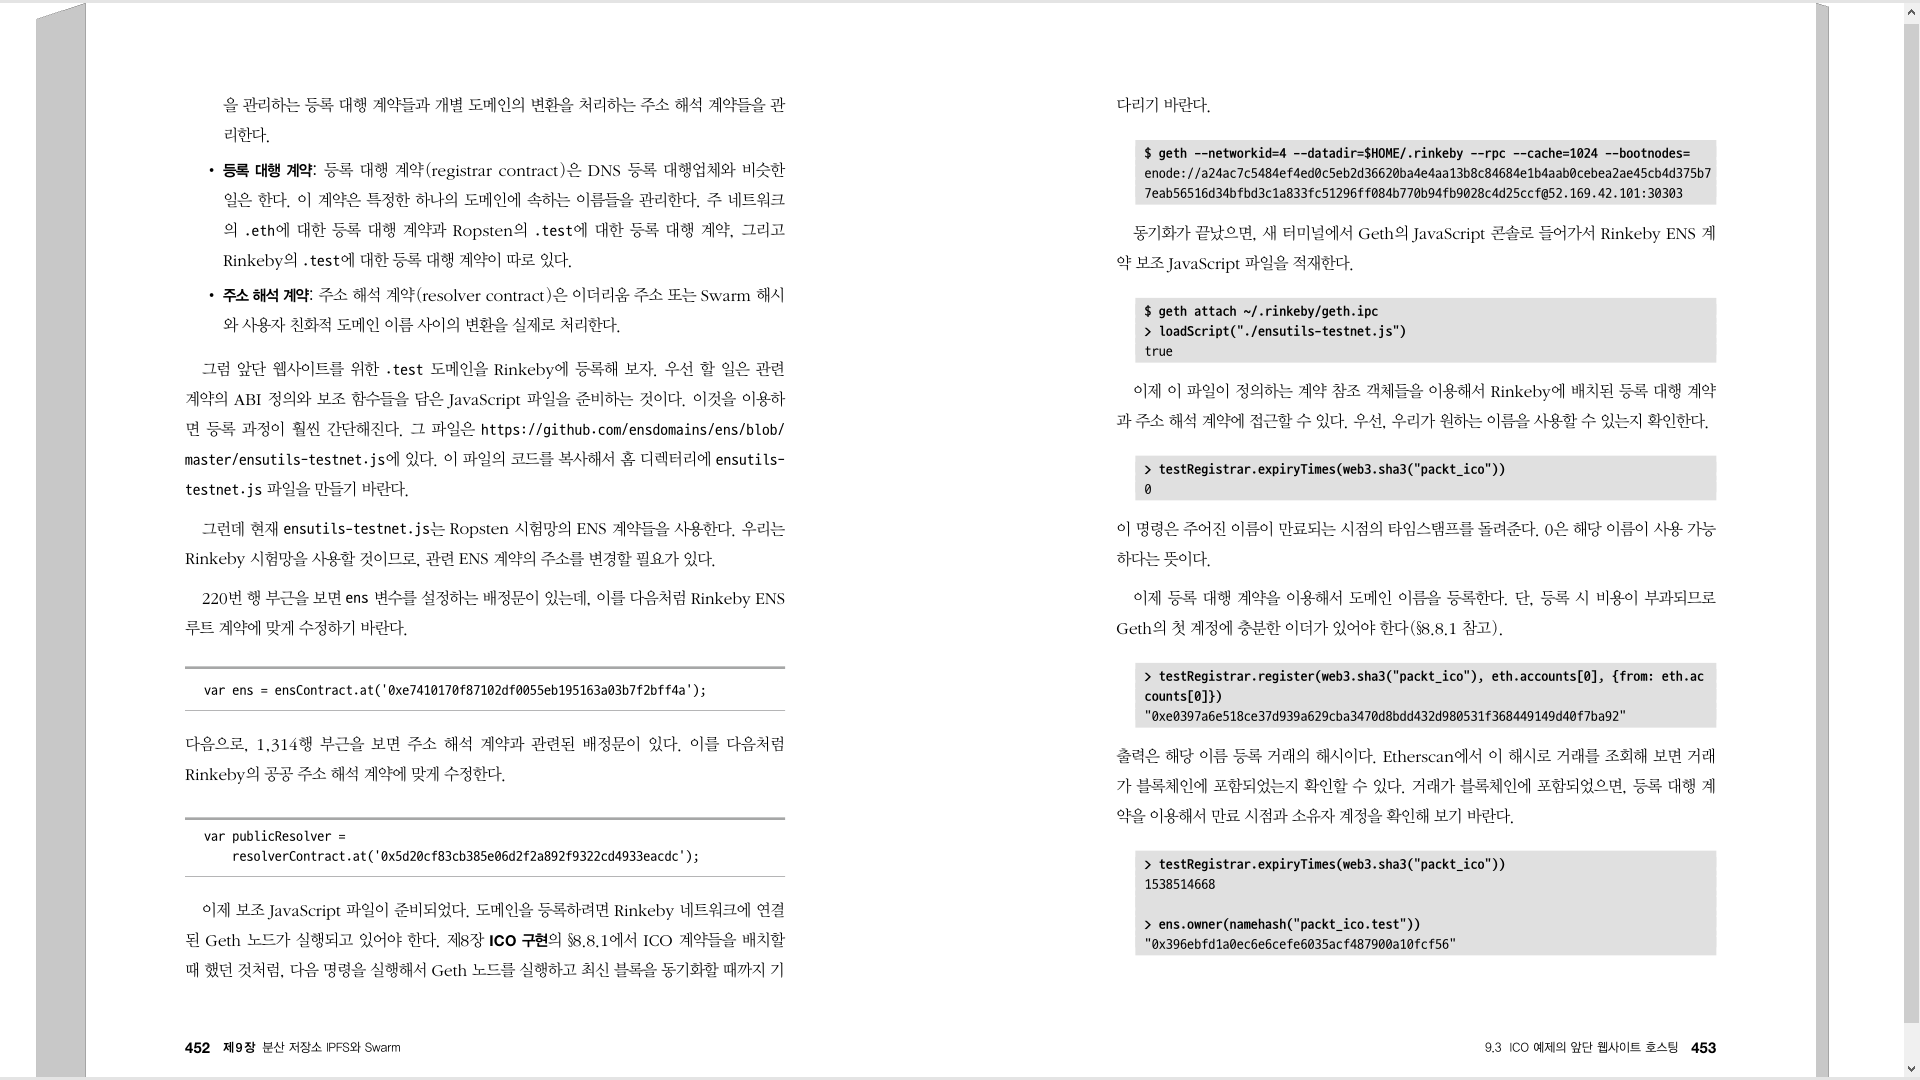 을 관리하는 등록 대행 계약들과 개별 도메인의 변환을 처리하는 주소 해석 계약들을 관
리한다.
• 등록 대행 계약: 등록 대행 계약(registrar contract)은 DNS 등록 대행업체와 비슷한
일은 한다. 이 계약은 특정한 하나의 도메인에 속하는 이름들을 관리한다. 주 네트워크
의 .eth에 대한 등록 대행 계약과 Ropsten의 .test에 대한 등록 대행 계약, 그리고
Rinkeby의 .test에 대한 등록 대행 계약이 따로 있다.
• 주소 해석 계약: 주소 해석 계약(resolver contract)은 이더리움 주소 또는 Swarm 해시
와 사용자 친화적 도메인 이름 사이의 변환을 실제로 처리한다.
그럼 앞단 웹사이트를 위한 .test 도메인을 Rinkeby에 등록해 보자. 우선 할 일은 관련
계약의 ABI 정의와 보조 함수들을 담은 JavaScript 파일을 준비하는 것이다. 이것을 이용하
면 등록 과정이 훨씬 간단해진다. 그 파일은 https://github.com/ensdomains/ens/blob/
master/ensutils-testnet.js에 있다. 이 파일의 코드를 복사해서 홈 디렉터리에 ensutils-
testnet.js 파일을 만들기 바란다.
그런데 현재 ensutils-testnet.js는 Ropsten 시험망의 ENS 계약들을 사용한다. 우리는
Rinkeby 시험망을 사용할 것이므로, 관련 ENS 계약의 주소를 변경할 필요가 있다.
220번 행 부근을 보면 ens 변수를 설정하는 배정문이 있는데, 이를 다음처럼 Rinkeby ENS
루트 계약에 맞게 수정하기 바란다.
var ens = ensContract.at('0xe7410170f87102df0055eb195163a03b7f2bff4a');
다음으로, 1,314행 부근을 보면 주소 해석 계약과 관련된 배정문이 있다. 이를 다음처럼
Rinkeby의 공공 주소 해석 계약에 맞게 수정한다.
var publicResolver =
resolverContract.at('0x5d20cf83cb385e06d2f2a892f9322cd4933eacdc');
이제 보조 JavaScript 파일이 준비되었다. 도메인을 등록하려면 Rinkeby 네트워크에 연결
된 Geth 노드가 실행되고 있어야 한다. 제8장 ICO 구현의 §8.8.1에서 ICO 계약들을 배치할
때 했던 것처럼, 다음 명령을 실행해서 Geth 노드를 실행하고 최신 블록을 동기화할 때까지 기
452 제9장 분산 저장소 IPFS와 Swarm
다리기 바란다.
$ geth --networkid=4 --datadir=$HOME/.rinkeby --rpc --cache=1024 --bootnodes=
enode://a24ac7c5484ef4ed0c5eb2d36620ba4e4aa13b8c84684e1b4aab0cebea2ae45cb4d375b7
7eab56516d34bfbd3c1a833fc51296ff084b770b94fb9028c4d25ccf@52.169.42.101:30303
동기화가 끝났으면, 새 터미널에서 Geth의 JavaScript 콘솔로 들어가서 Rinkeby ENS 계
약 보조 JavaScript 파일을 적재한다.
$ geth attach ~/.rinkeby/geth.ipc
> loadScript("./ensutils-testnet.js")
true
이제 이 파일이 정의하는 계약 참조 객체들을 이용해서 Rinkeby에 배치된 등록 대행 계약
과 주소 해석 계약에 접근할 수 있다. 우선, 우리가 원하는 이름을 사용할 수 있는지 확인한다.
> testRegistrar.expiryTimes(web3.sha3("packt_ico"))
0
이 명령은 주어진 이름이 만료되는 시점의 타임스탬프를 돌려준다. 0은 해당 이름이 사용 가능
하다는 뜻이다.
이제 등록 대행 계약을 이용해서 도메인 이름을 등록한다. 단, 등록 시 비용이 부과되므로
Geth의 첫 계정에 충분한 이더가 있어야 한다(§8.8.1 참고).
> testRegistrar.register(web3.sha3("packt_ico"), eth.accounts[0], {from: eth.ac
counts[0]})
"0xe0397a6e518ce37d939a629cba3470d8bdd432d980531f368449149d40f7ba92"
출력은 해당 이름 등록 거래의 해시이다. Etherscan에서 이 해시로 거래를 조회해 보면 거래
가 블록체인에 포함되었는지 확인할 수 있다. 거래가 블록체인에 포함되었으면, 등록 대행 계
약을 이용해서 만료 시점과 소유자 계정을 확인해 보기 바란다.
> testRegistrar.expiryTimes(web3.sha3("packt_ico"))
1538514668
> ens.owner(namehash("packt_ico.test"))
"0x396ebfd1a0ec6e6cefe6035acf487900a10fcf56"
9.3 ICO 예제의 앞단 웹사이트 호스팅 453